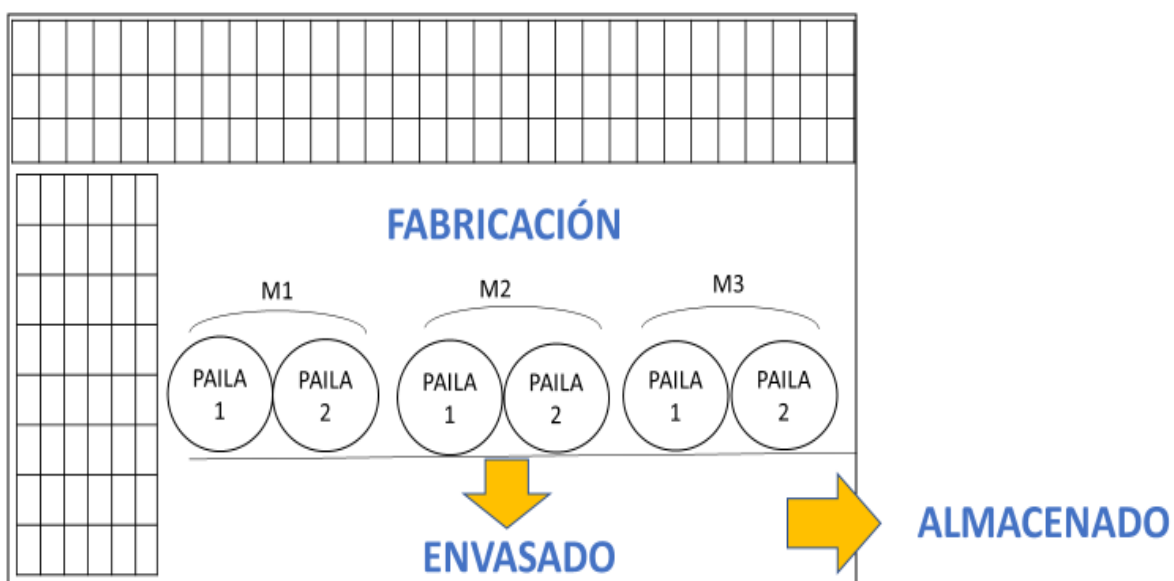 FABRICACIÓN
M1
M2
M3
PAILA
1
PAILA
2
PAILA
1
PAILA
2
PAILA
1
PAILA
2
ENVASADO
ALMACENADO